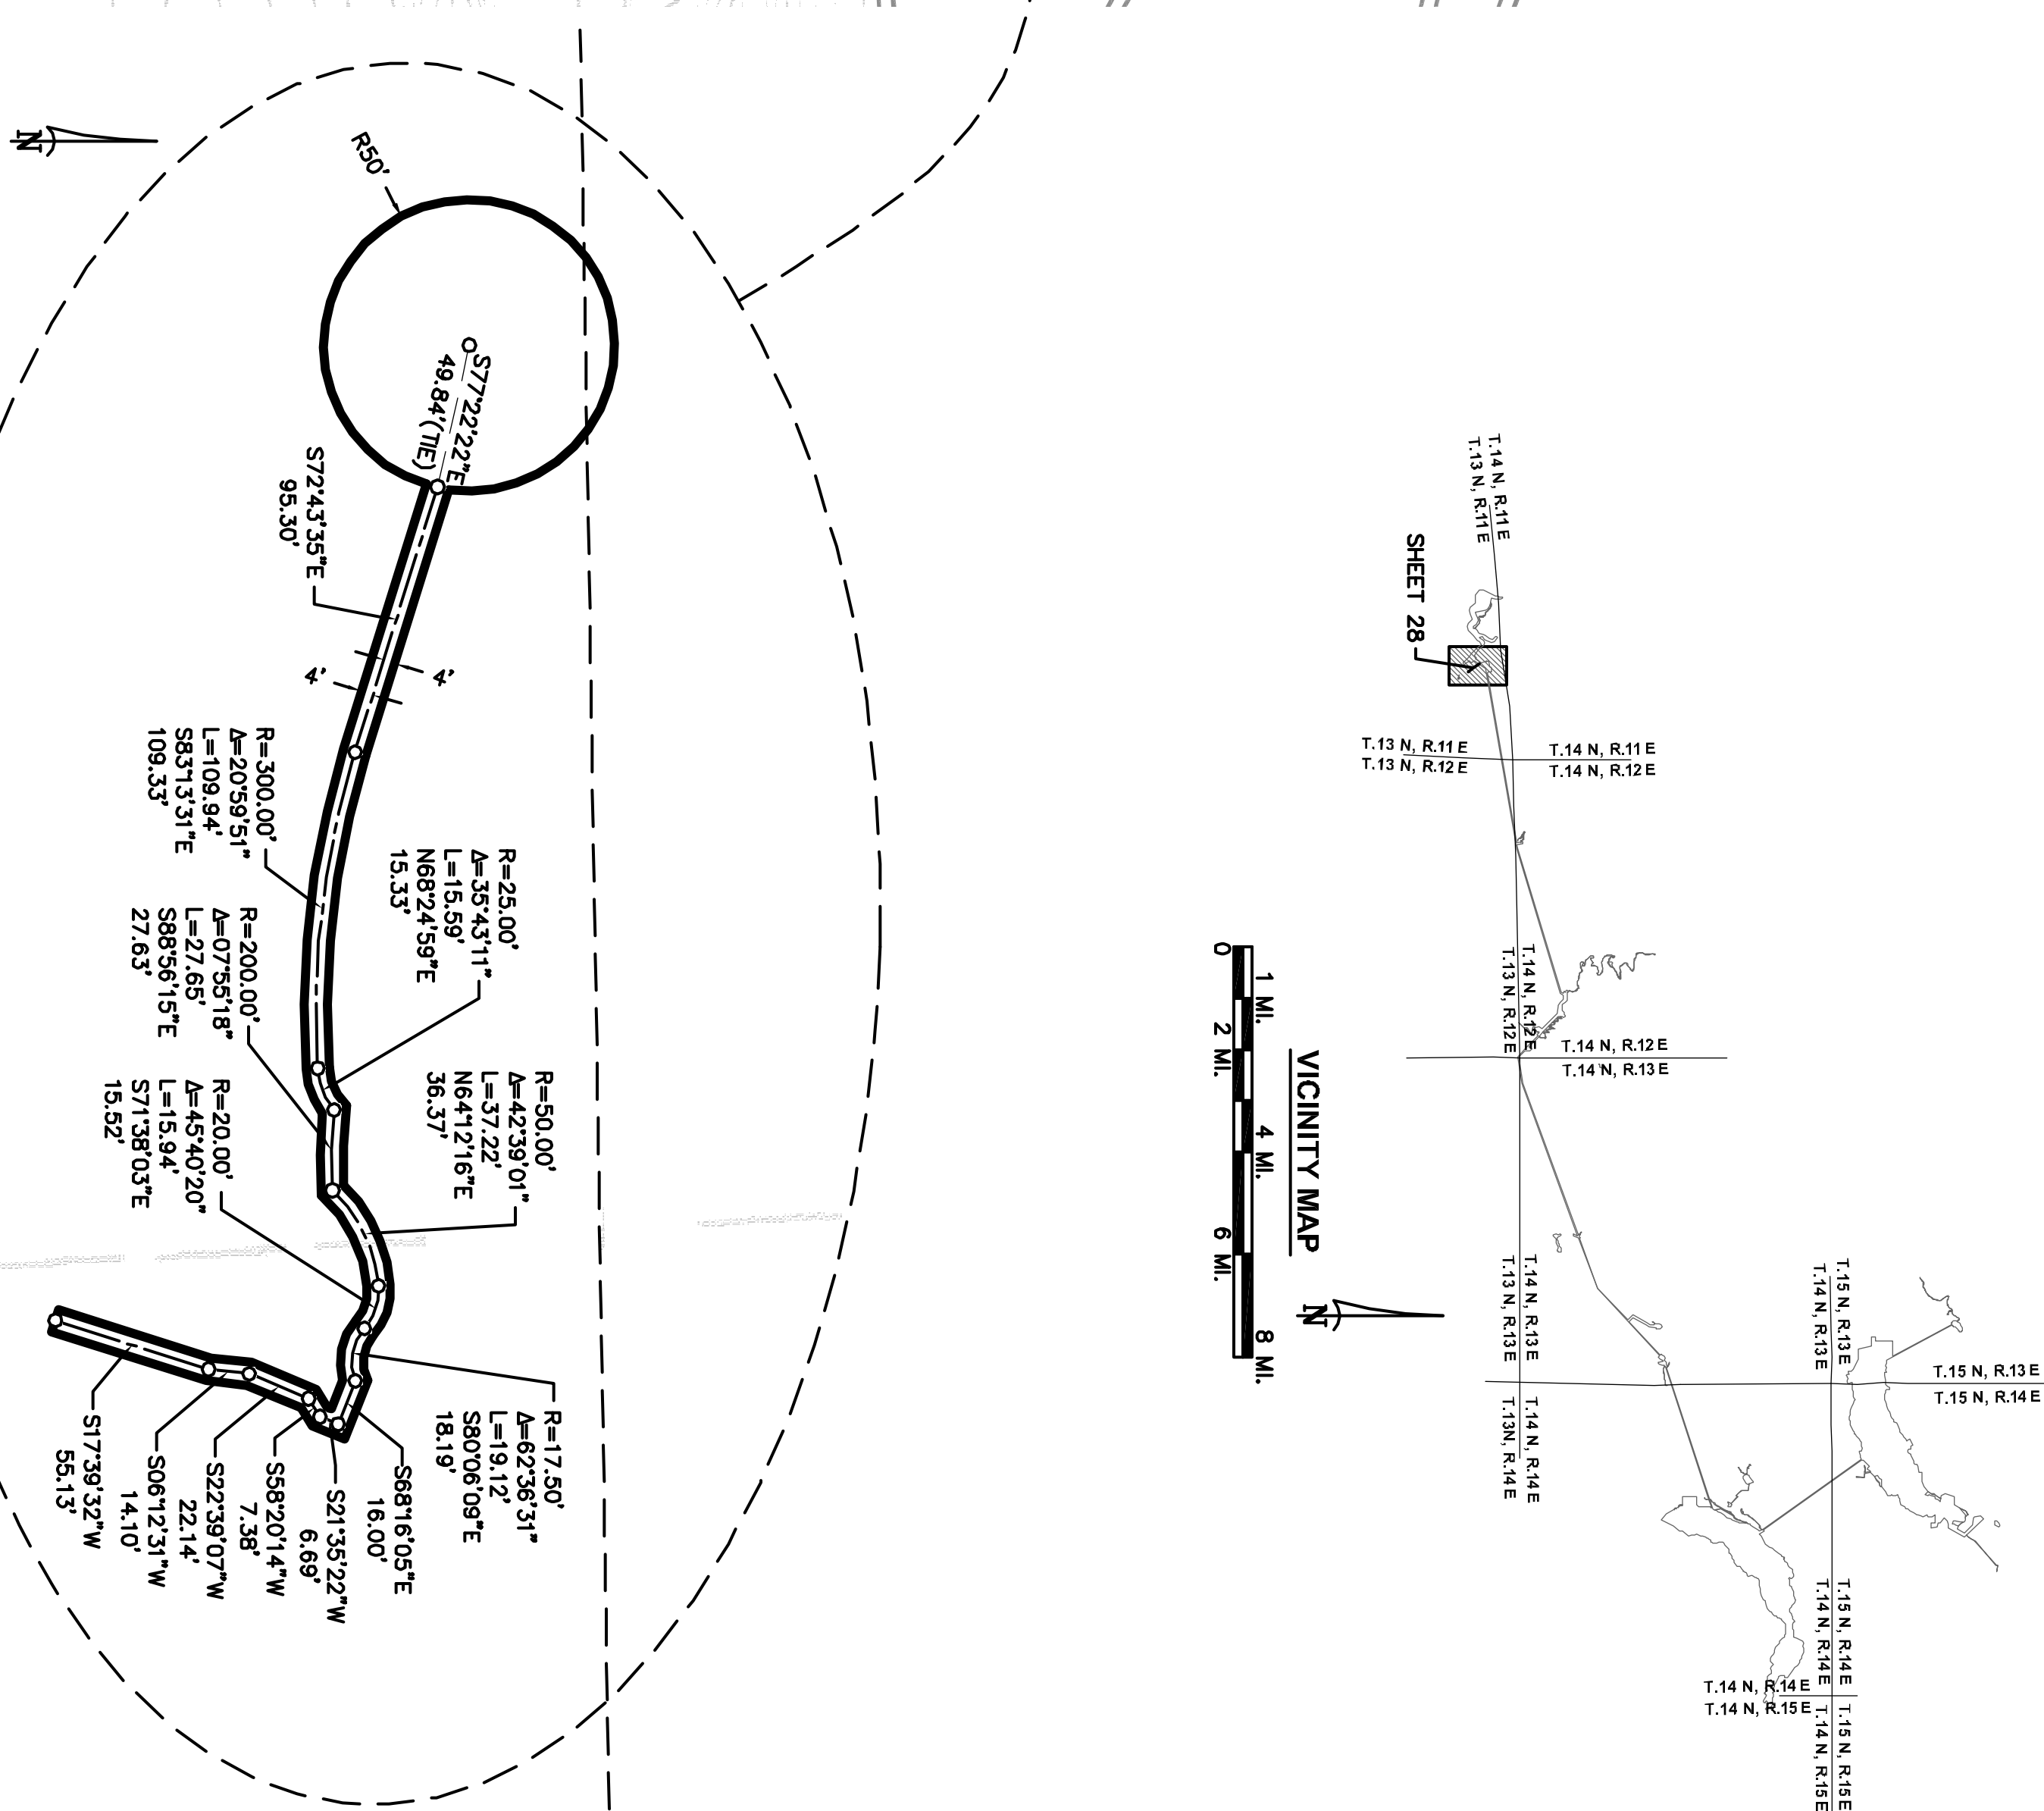 N
R50'
S77°22'22"E
49.84'(TIE)
S72°43'35"E
95.30'
4'
4'
R=300.00'
Δ=20°59'51"
L=109.94'
S83°13'31"E
109.33'
R=25.00'
Δ=35°43'11"
L=15.59'
N68°24'59"E
15.33'
R=200.00'
Δ=07°55'18"
L=27.65'
S88°56'15"E
27.63'
R=50.00'
Δ=42°39'01"
L=37.22'
N64°12'16"E
36.37'
R=20.00'
Δ=45°40'20"
L=15.94'
S71°38'03"E
15.52'
R=17.50'
Δ=62°36'31"
L=19.12'
S80°06'09"E
18.19'
S68°16'05"E
16.00'
S21°35'22"W
6.69'
S58°20'14"W
7.38'
S22°39'07"W
22.14'
S06°12'31"W
14.10'
S17°39'32"W
55.13'
T.14 N, R.11 E
T.13 N, R.11 E
SHEET 28
T.13 N, R.11 E
T.13 N, R.12 E
T.14 N, R.11 E
T.14 N, R.12 E
T.14 N, R.12 E
T.13 N, R.12 E
T.14 N, R.12 E
T.14 N, R.13 E
T.14 N, R.13 E
T.13 N, R.13 E
T.14 N, R.14 E
T.13N, R.14 E
T.15 N, R.13 E
T.14 N, R.13 E
T.15 N, R.13 E
T.15 N, R.14 E
T.15 N, R.14 E
T.14 N, R.14 E
T.14 N, R.14 E
T.14 N, R.15 E
T.15 N, R.15 E
T.14 N, R.15 E
VICINITY MAP
N
0
1 MI.
2 MI.
4 MI.
6 MI.
8 MI.